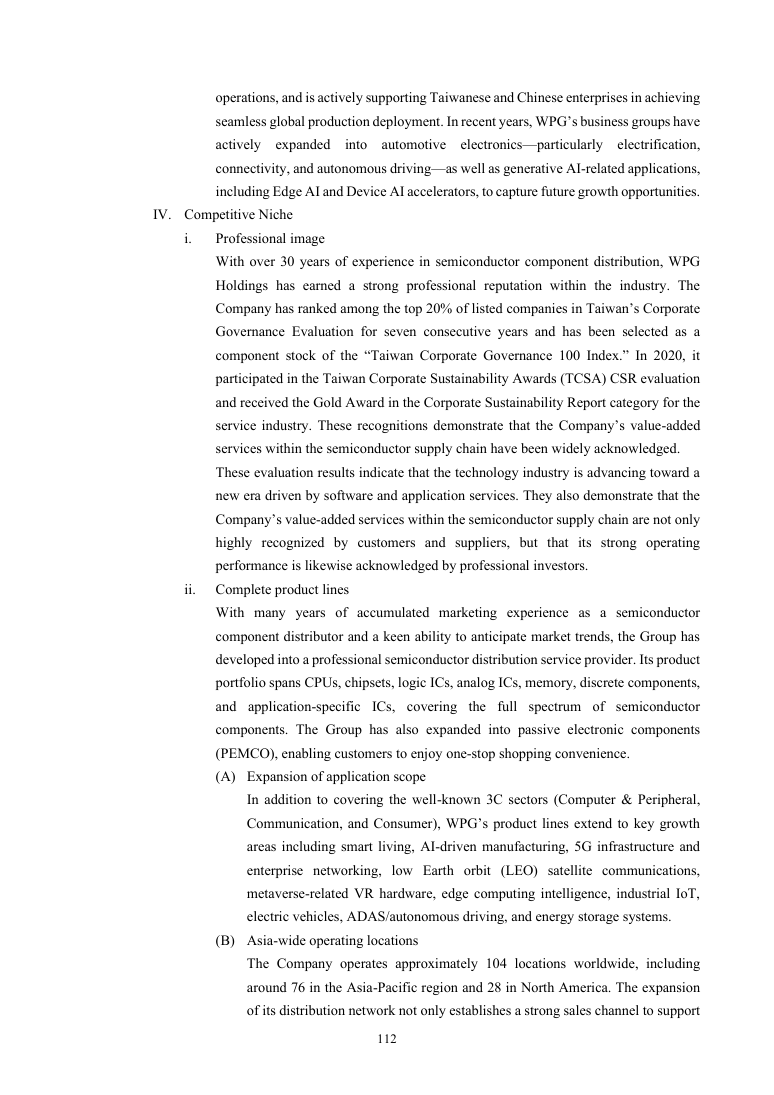 operations, and is actively supporting Taiwanese and Chinese enterprises in achieving
seamless global production deployment. In recent years, WPG’s business groups have
actively expanded into automotive electronics—particularly electrification,
connectivity, and autonomous driving—as well as generative AI-related applications,
including Edge AI and Device AI accelerators, to capture future growth opportunities.
IV. Competitive Niche
i. Professional image
With over 30 years of experience in semiconductor component distribution, WPG
Holdings has earned a strong professional reputation within the industry. The
Company has ranked among the top 20% of listed companies in Taiwan’s Corporate
Governance Evaluation for seven consecutive years and has been selected as a
component stock of the “Taiwan Corporate Governance 100 Index.” In 2020, it
participated in the Taiwan Corporate Sustainability Awards (TCSA) CSR evaluation
and received the Gold Award in the Corporate Sustainability Report category for the
service industry. These recognitions demonstrate that the Company’s value-added
services within the semiconductor supply chain have been widely acknowledged.
These evaluation results indicate that the technology industry is advancing toward a
new era driven by software and application services. They also demonstrate that the
Company’s value-added services within the semiconductor supply chain are not only
highly recognized by customers and suppliers, but that its strong operating
performance is likewise acknowledged by professional investors.
ii. Complete product lines
With many years of accumulated marketing experience as a semiconductor
component distributor and a keen ability to anticipate market trends, the Group has
developed into a professional semiconductor distribution service provider. Its product
portfolio spans CPUs, chipsets, logic ICs, analog ICs, memory, discrete components,
and application-specific ICs, covering the full spectrum of semiconductor
components. The Group has also expanded into passive electronic components
(PEMCO), enabling customers to enjoy one-stop shopping convenience.
(A) Expansion of application scope
In addition to covering the well-known 3C sectors (Computer & Peripheral,
Communication, and Consumer), WPG’s product lines extend to key growth
areas including smart living, AI-driven manufacturing, 5G infrastructure and
enterprise networking, low Earth orbit (LEO) satellite communications,
metaverse-related VR hardware, edge computing intelligence, industrial IoT,
electric vehicles, ADAS/autonomous driving, and energy storage systems.
(B) Asia-wide operating locations
The Company operates approximately 104 locations worldwide, including
around 76 in the Asia-Pacific region and 28 in North America. The expansion
of its distribution network not only establishes a strong sales channel to support
112